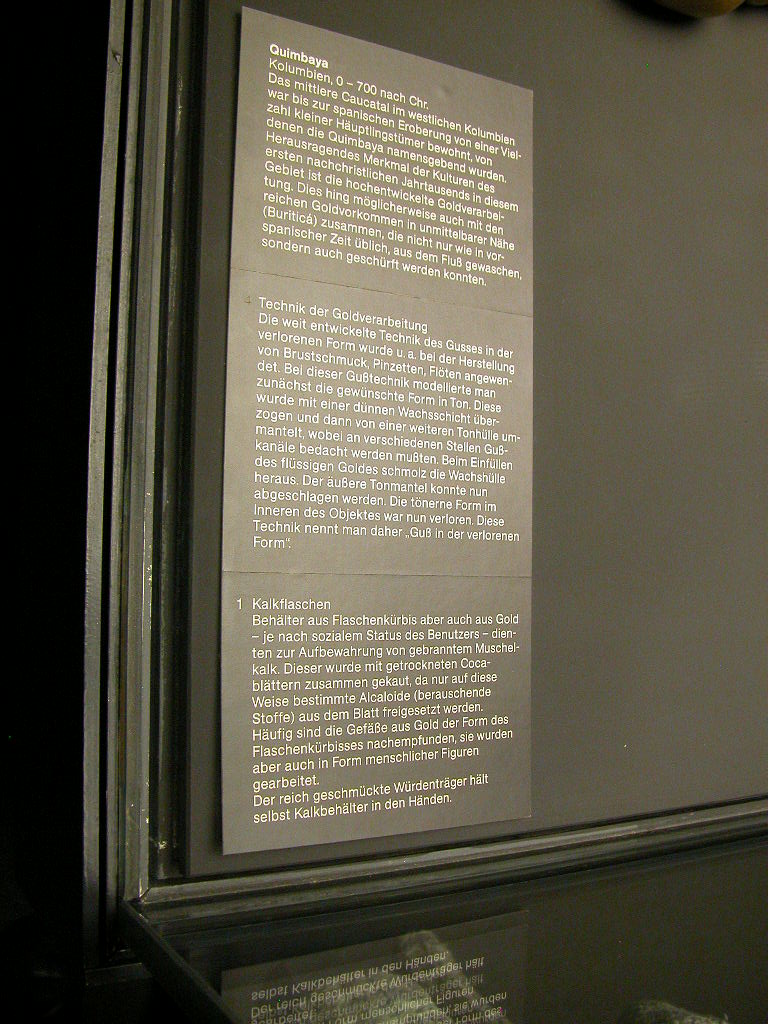 Quimbaya
Kolumbien, 0 – 700 nach Chr.
Das mittlere Caucatal im westlichen Kolumbien
war bis zur spanischen Eroberung von einer Viel-
zahl kleiner Häuptlingstümer bewohnt, von
denen die Quimbaya namensgebend wurden.
Herausragendes Merkmal der Kulturen des
ersten nachchristlichen Jahrtausends in diesem
Gebiet ist die hochentwickelte Goldverarbei-
tung. Dies hing möglicherweise auch mit den
reichen Goldvorkommen in unmittelbarer Nähe
(Buriticá) zusammen, die nicht nur wie in vor-
spanischer Zeit üblich, aus dem Fluß gewaschen,
sondern auch geschürft werden konnten.
4 Technik der Goldverarbeitung
Die weit entwickelte Technik des Gusses in der
verlorenen Form wurde u. a. bei der Herstellung
von Brustschmuck, Pinzetten, Flöten angewen-
det. Bei dieser Gußtechnik modellierte man
zunächst die gewünschte Form in Ton. Diese
wurde mit einer dünnen Wachsschicht über-
zogen und dann von einer weiteren Tonhülle um-
mantelt, wobei an verschiedenen Stellen Guß-
kanäle bedacht werden mußten. Beim Einfüllen
des flüssigen Goldes schmolz die Wachshülle
heraus. Der äußere Tonmantel konnte nun
abgeschlagen werden. Die tönerne Form im
Inneren des Objektes war nun verloren. Diese
Technik nennt man daher „Guß in der verlorenen
Form“.
1 Kalkflaschen
Behälter aus Flaschenkürbis aber auch aus Gold
– je nach sozialem Status des Benutzers – dien-
ten zur Aufbewahrung von gebranntem Muschel-
kalk. Dieser wurde mit getrockneten Coca-
blättern zusammen gekaut, da nur auf diese
Weise bestimmte Alcaloide (berauschende
Stoffe) aus dem Blatt freigesetzt werden.
Häufig sind die Gefäße aus Gold der Form des
Flaschenkürbisses nachempfunden, sie wurden
aber auch in Form menschlicher Figuren
gearbeitet.
Der reich geschmückte Würdenträger hält
selbst Kalkbehälter in den Händen.